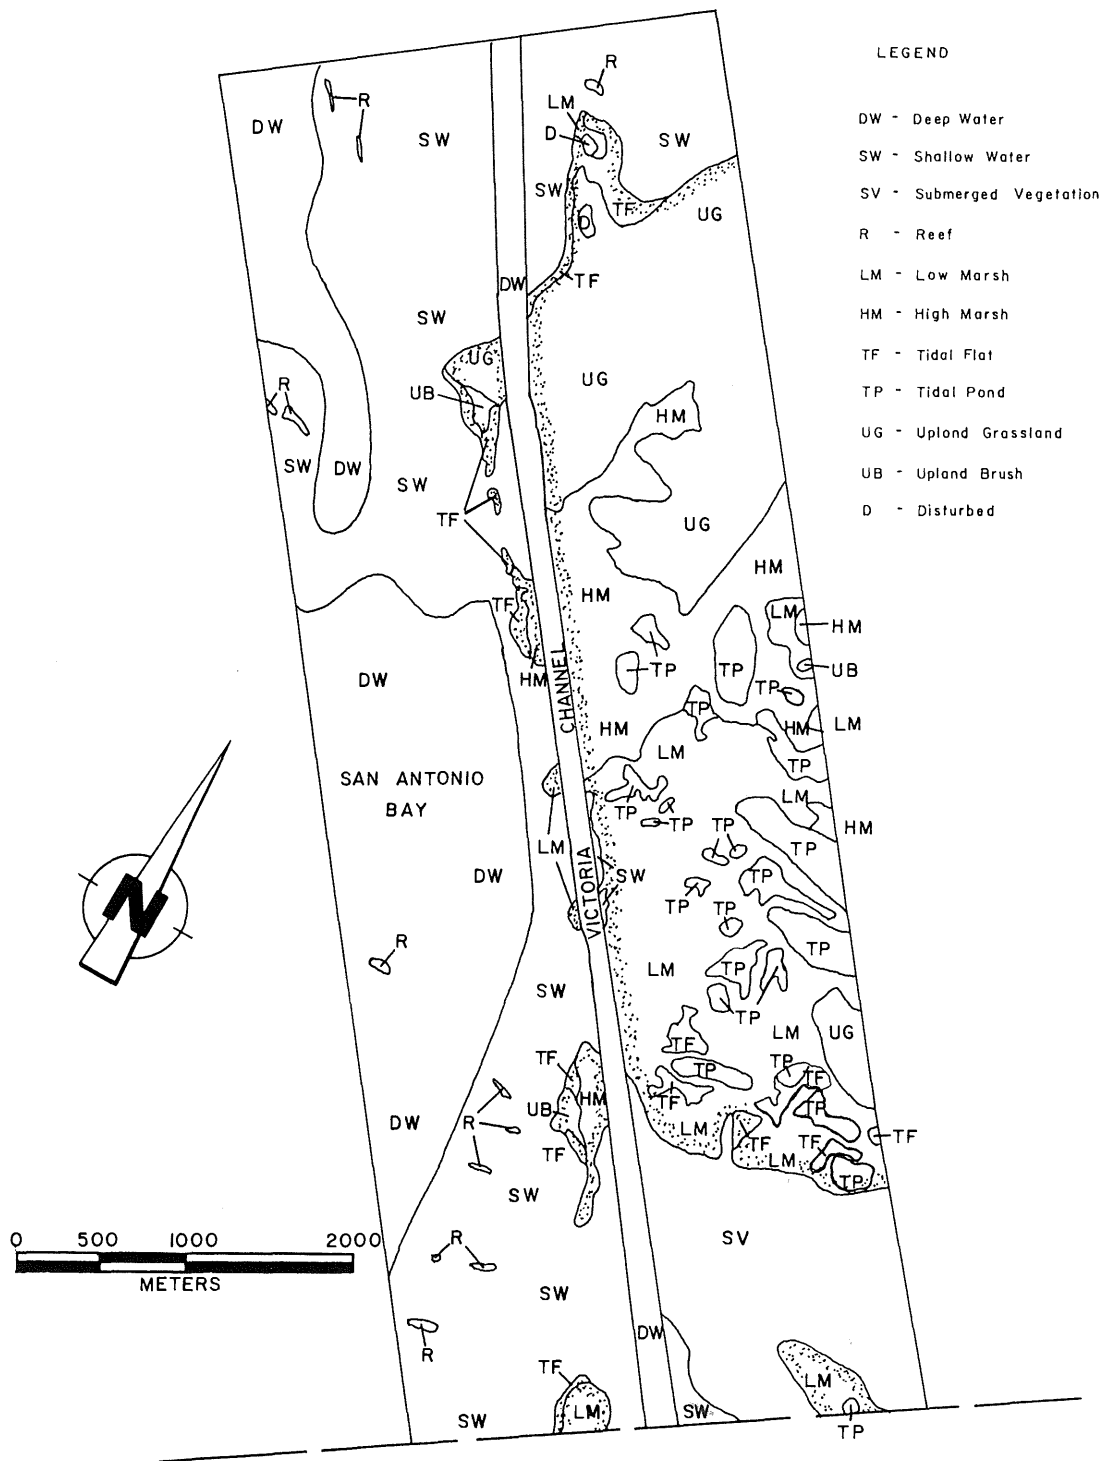 LEGEND
DW - Deep Water
SW - Shallow Water
SV - Submerged Vegetation
R - Reef
LM - Low Marsh
HM - High Marsh
TF - Tidal Flat
TP - Tidal Pond
UG - Uplond Grassland
UB - Upland Brush
D - Disturbed
R
R
LM
DW
SW
D
SW
SW
TF
UG
D
DW
TF
SW
UG
UG
R
UB
HM
SW
DW
SW
TF
UG
HM
TF
HM
LM
HM
TP
TP
UB
DW
HM
TP
TP
CHANNEL
HM
HM
LM
LM
TP
SAN ANTONIO
BAY
TP
LM
TP
TP
TP
HM
LM
VICTORIA
TP
DW
SW
TP
TP
TP
R
TP
LM
TP
SW
TP
LM
UG
TF
TF
TP
TP
TF
UB
HM
TF
TP
DW
R
LM
TF
TF
TF
TF
LM
TP
SW
N
0 500 1000 2000
METERS
R
SV
SW
DW
R
TF
LM
LM
SW
SW
TP